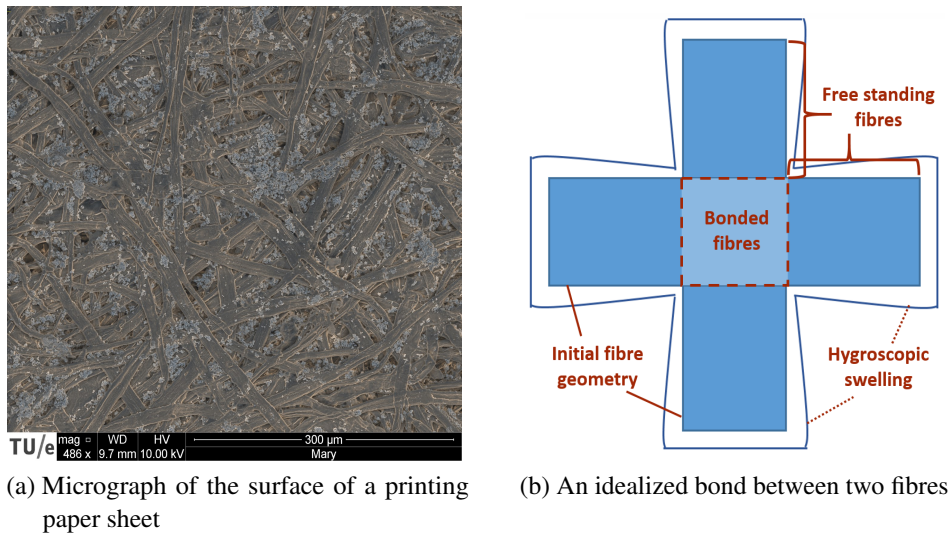 TU/e
mag □ WD HV
486 x 9.7 mm 10.00 kV
300 µm
Mary
Free standing
fibres
Bonded
fibres
Initial fibre
geometry
Hygroscopic
swelling
(a) Micrograph of the surface of a printing
paper sheet
(b) An idealized bond between two fibres